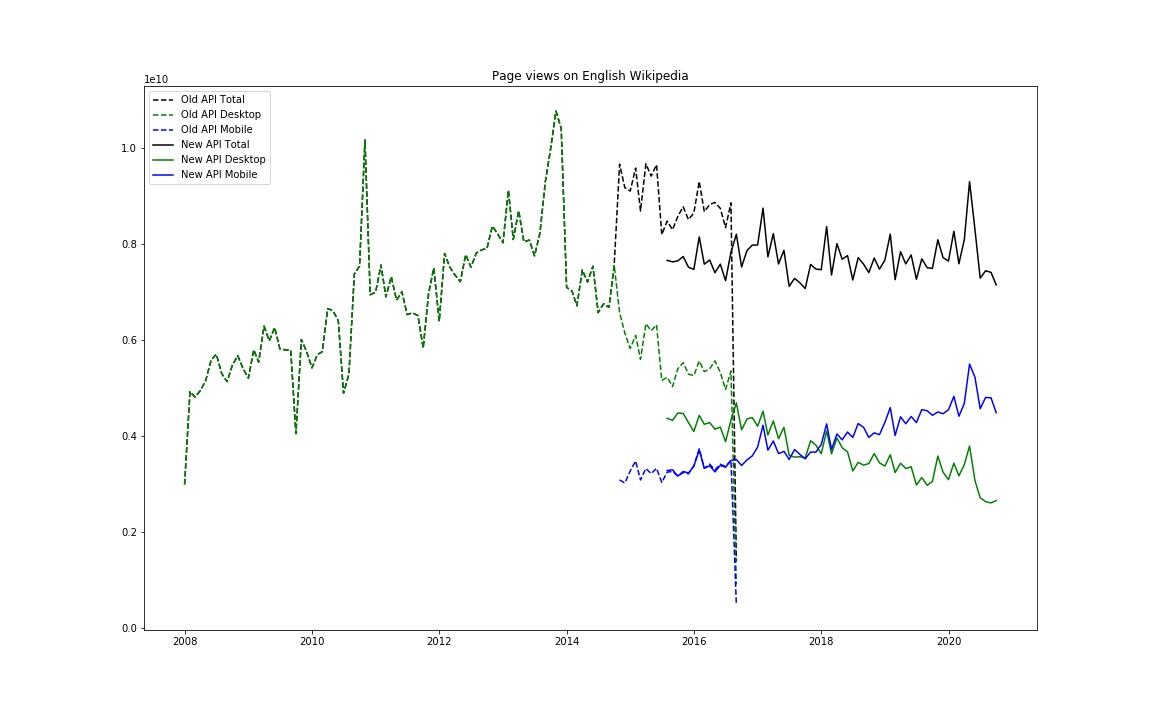 Page views on English Wikipedia
1e10
Old API Total
Old API Desktop
Old API Mobile
New API Total
New API Desktop
New API Mobile
1.0
0.8
0.6
0.4
0.2
0.0
2008 2010 2012 2014 2016 2018 2020